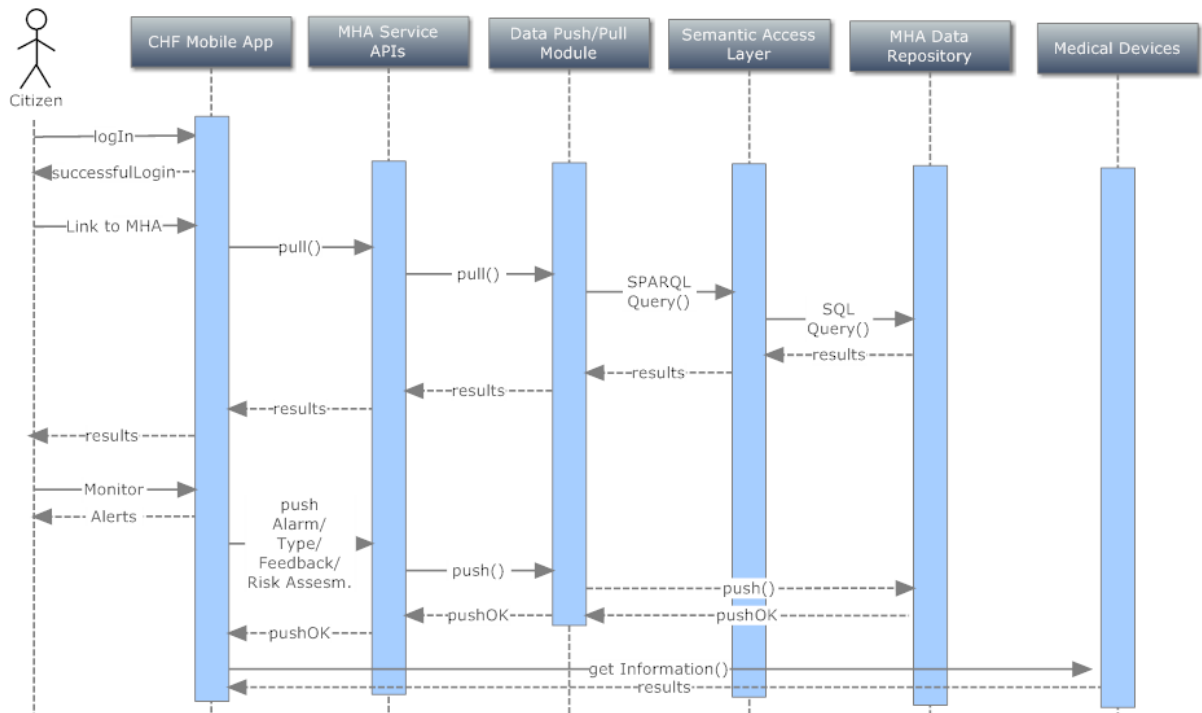 CHF Mobile App
MHA Service
APIs
Data Push/Pull
Module
Semantic Access
Layer
MHA Data
Repository
Medical Devices
Citizen
logIn
successfulLogin
Link to MHA
pull()
pull()
SPARQL
Query()
SQL
Query()
results
results
results
results
results
Monitor
Alerts
push
Alarm/
Type/
Feedback/
Risk Assesm.
push()
push()
pushOK
pushOK
pushOK
get Information()
results